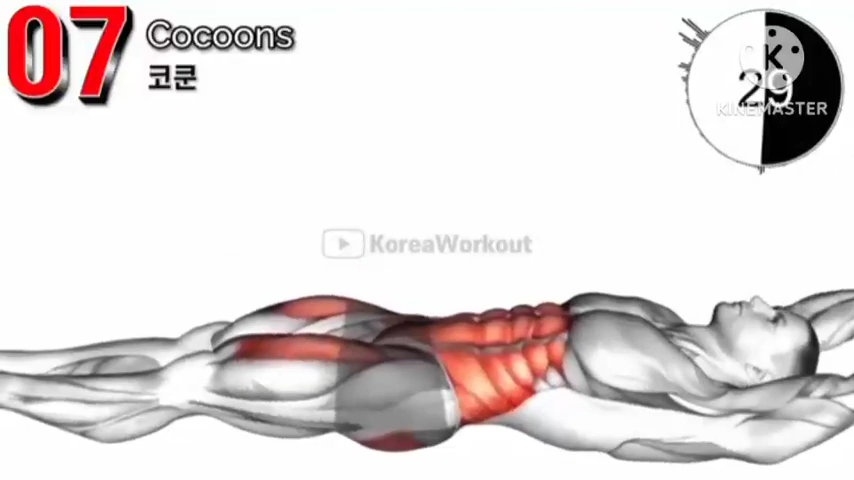 07
Cocoons
코쿤
K
29
KINEMASTER
KoreaWorkout